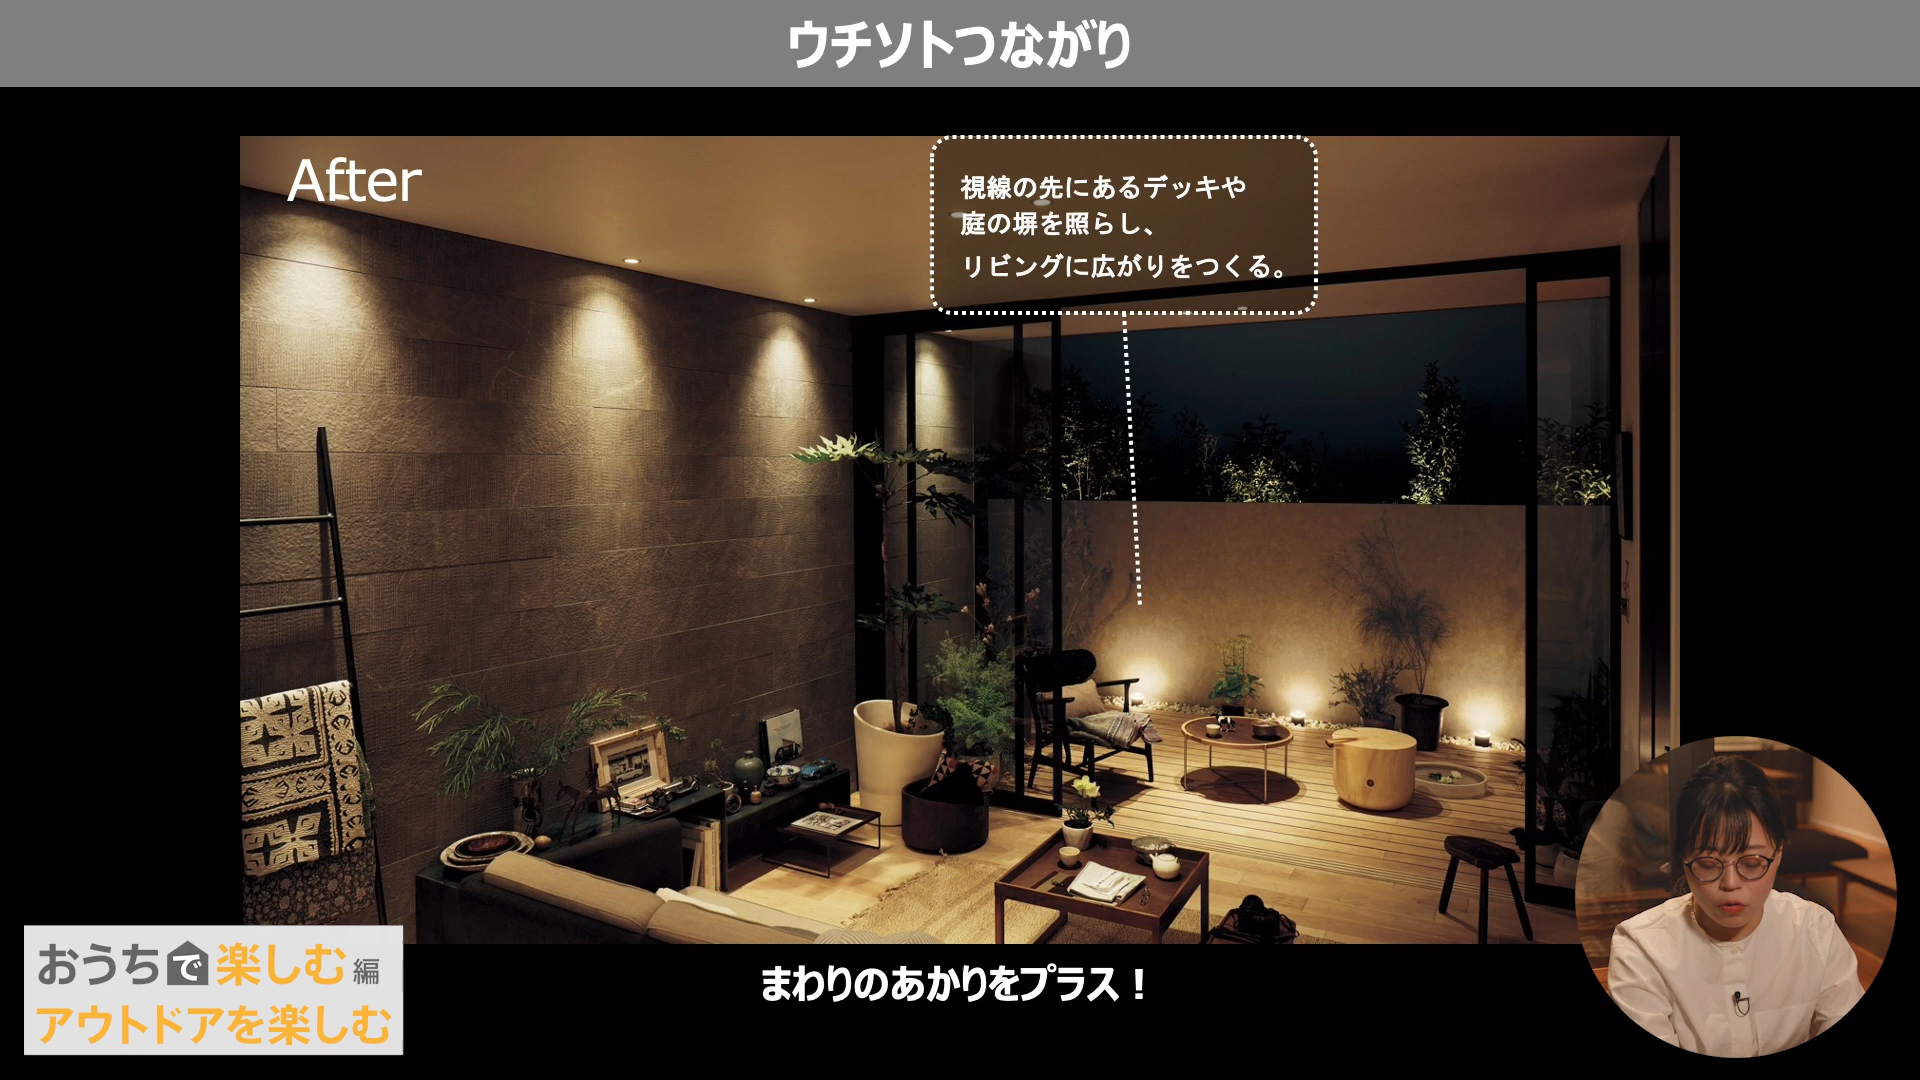 ウチソトつながり
After
視線の先にあるデッキや
庭の塀を照らし、
リビングに広がりをつくる。
まわりのあかりをプラス！
おうちで楽しむ編
アウトドアを楽しむ